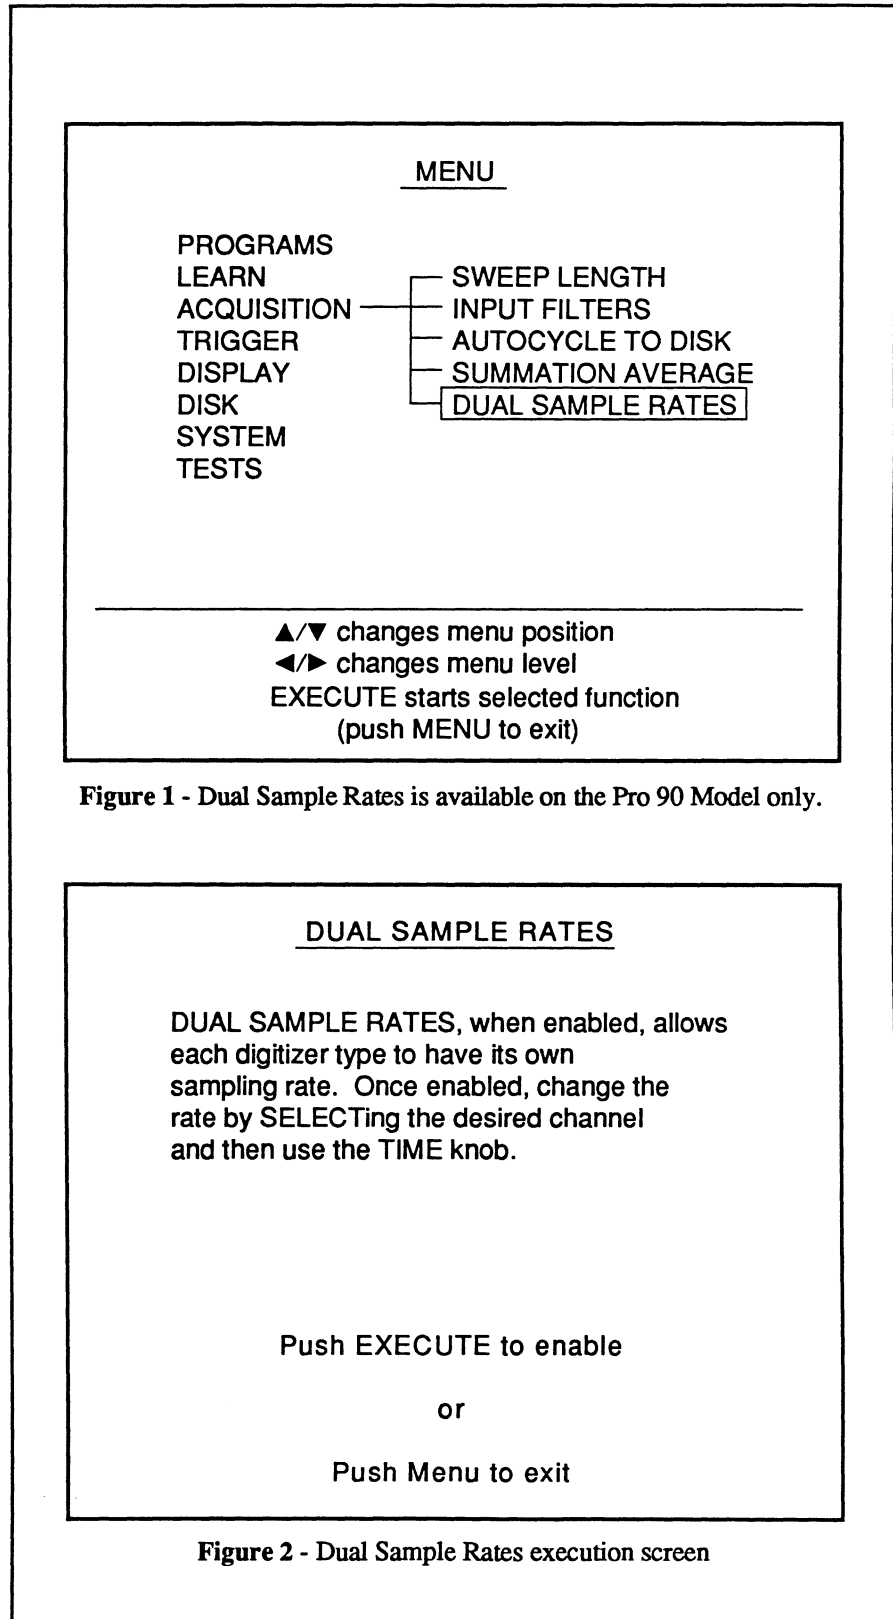 MENU
PROGRAMS
LEARN
SWEEP LENGTH
ACQUISITION
INPUT FILTERS
TRIGGER
AUTOCYCLE TO DISK
DISPLAY
SUMMATION AVERAGE
DISK
DUAL SAMPLE RATES
SYSTEM
TESTS
▲/▼ changes menu position
◀/▶ changes menu level
EXECUTE starts selected function
(push MENU to exit)
Figure 1 - Dual Sample Rates is available on the Pro 90 Model only.
DUAL SAMPLE RATES
DUAL SAMPLE RATES, when enabled, allows
each digitizer type to have its own
sampling rate. Once enabled, change the
rate by SELECTing the desired channel
and then use the TIME knob.
Push EXECUTE to enable
or
Push Menu to exit
Figure 2 - Dual Sample Rates execution screen